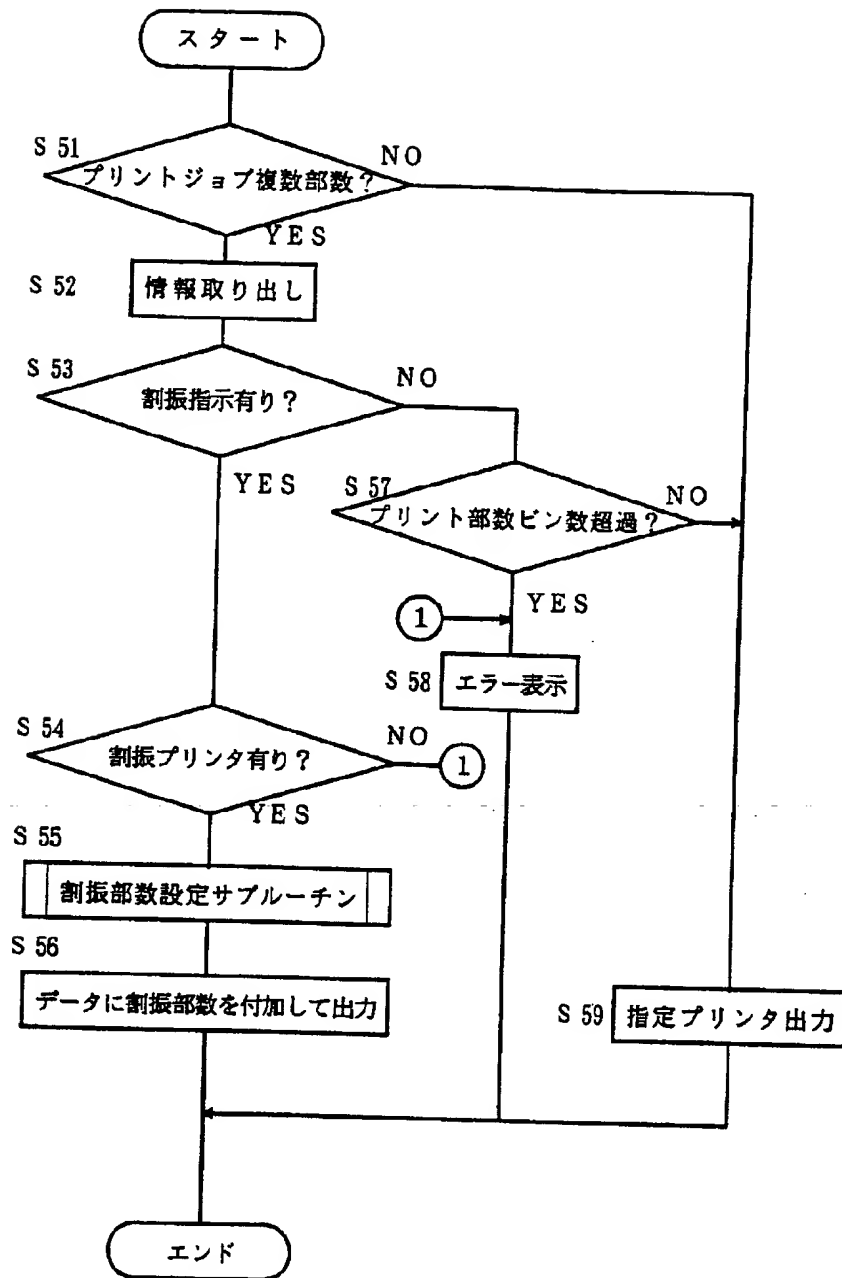 スタート
S 51
プリントジョブ複数部数？
NO
YES
S 52
情報取り出し
S 53
割振指示有り？
NO
YES
S 57
プリント部数ビン数超過？
NO
YES
①
S 58
エラー表示
S 54
割振プリンタ有り？
NO
①
YES
S 55
割振部数設定サブルーチン
S 56
データに割振部数を付加して出力
S 59
指定プリンタ出力
エンド